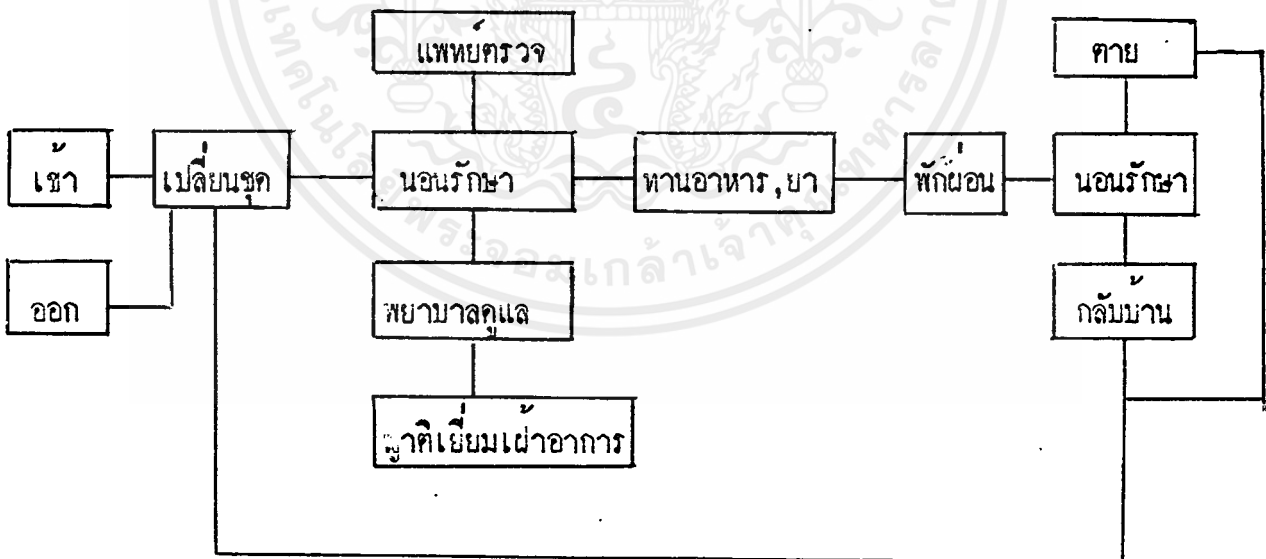 แพทย์ตรวจ
ตาย
เข้า
เปลี่ยนชุด
นอนรักษา
ทานอาหาร,ยา
พักผ่อน
นอนรักษา
ออก
พยาบาลดูแล
กลับบ้าน
ญาติเยี่ยมเฝ้าอาการ